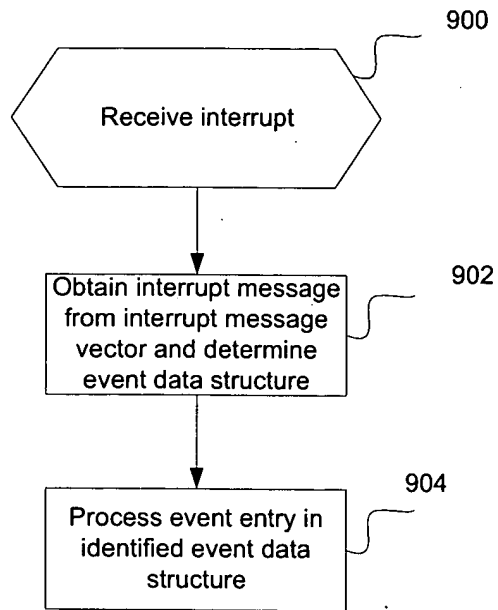 900
Receive interrupt
902
Obtain interrupt message
from interrupt message
vector and determine
event data structure
904
Process event entry in
identified event data
structure